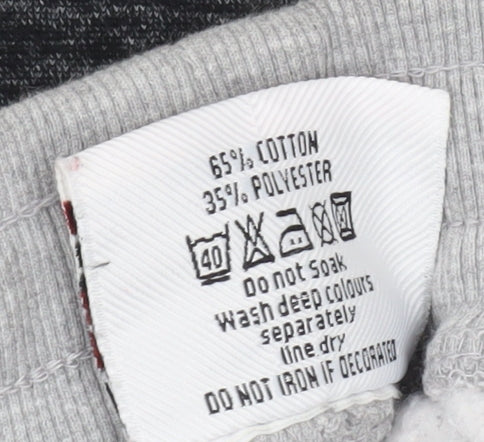 65% COTTON
35% POLYESTER
40
Do not soak
Wash deep colours
separately
line dry
DO NOT IRON IF DECORATED